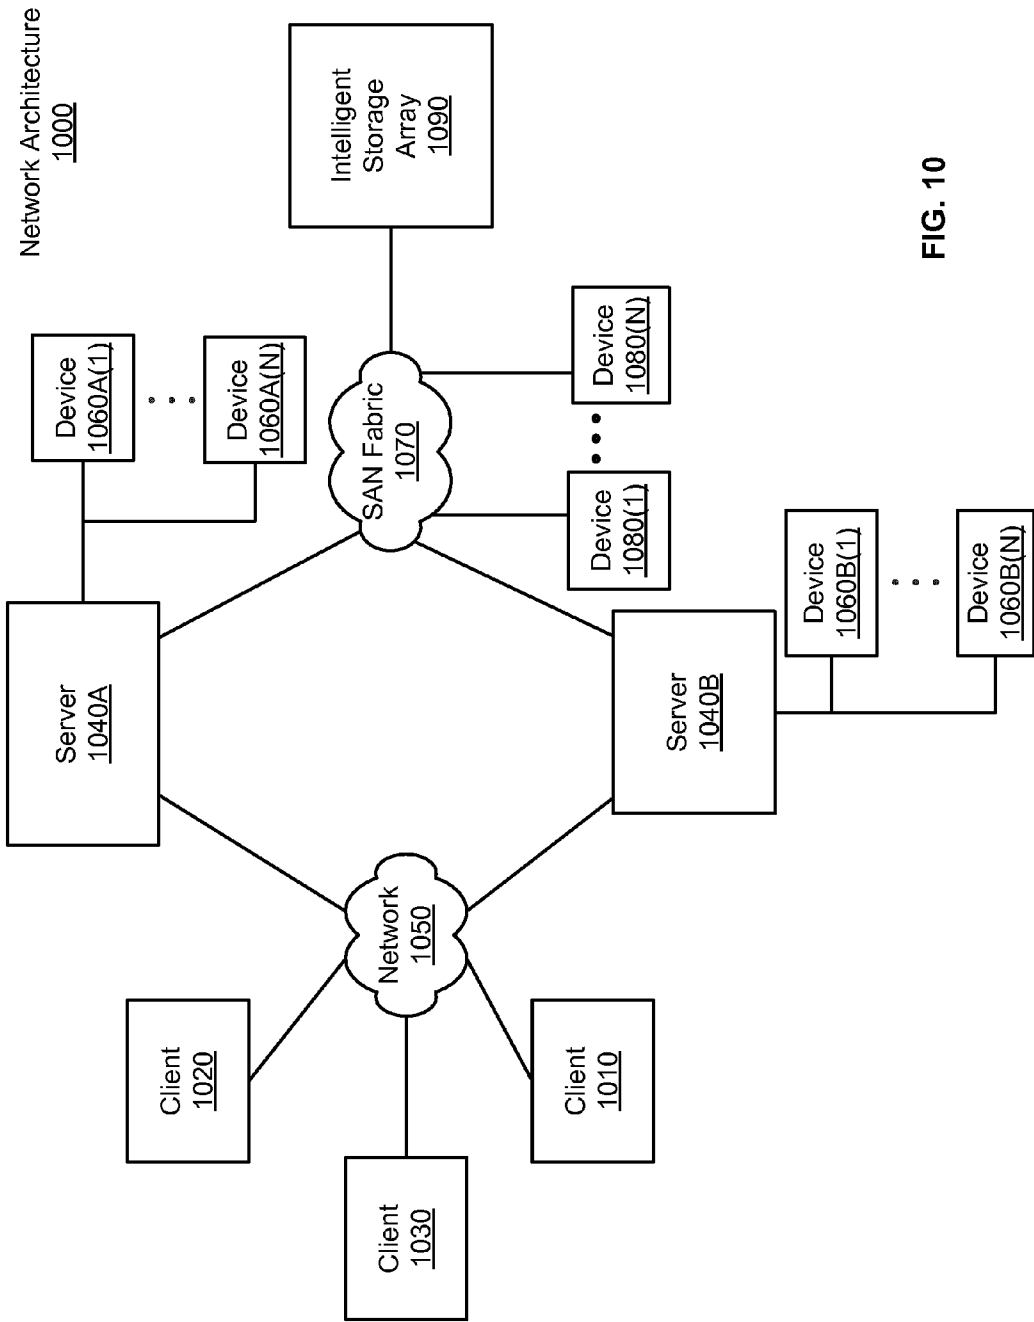 Network Architecture
1000
Client
1020
Client
1030
Client
1010
Network
1050
Server
1040A
Server
1040B
Device
1060A(1)
Device
1060A(N)
SAN Fabric
1070
Intelligent
Storage
Array
1090
Device
1080(1)
Device
1080(N)
Device
1060B(1)
Device
1060B(N)
FIG. 10